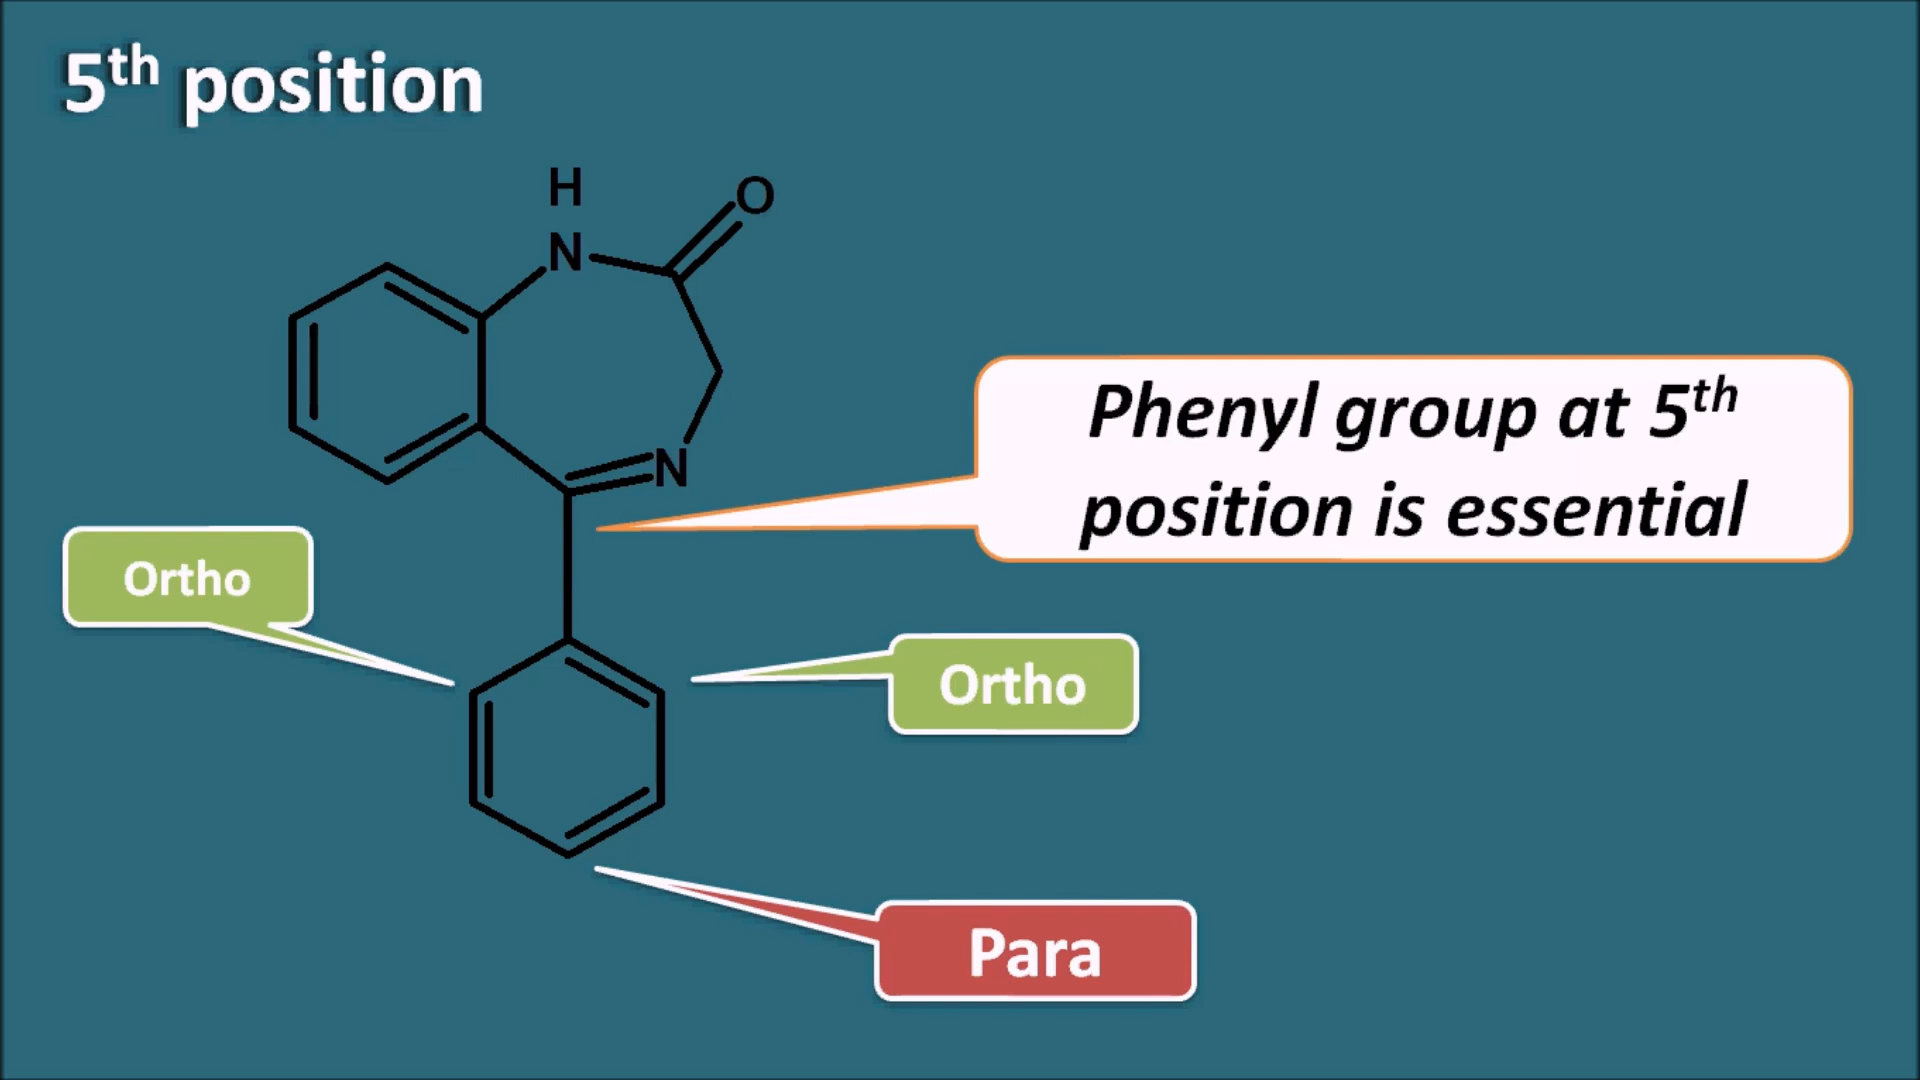 5th position
H
O
N
Phenyl group at 5th
position is essential
N
Ortho
Ortho
Para